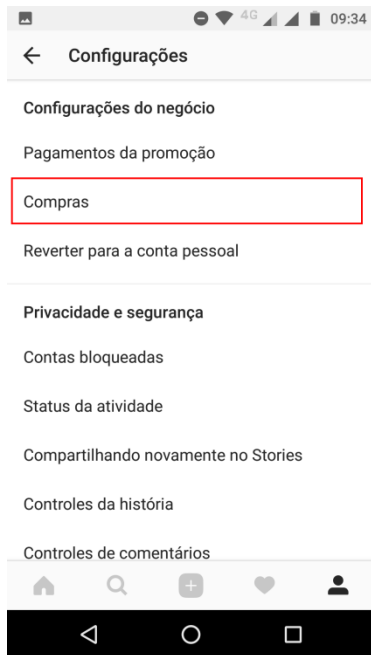 4G 09:34
Configurações
Configurações do negócio
Pagamentos da promoção
Compras
Reverter para a conta pessoal
Privacidade e segurança
Contas bloqueadas
Status da atividade
Compartilhando novamente no Stories
Controles da história
Controles de comentários